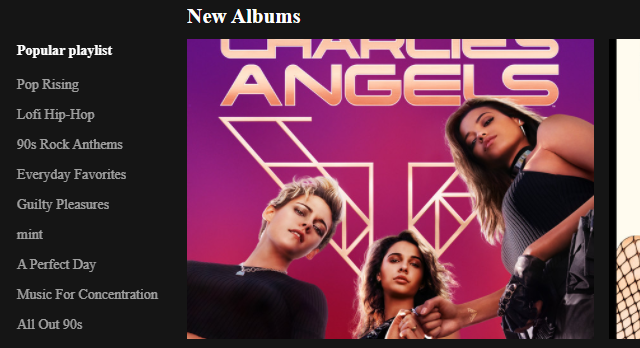 New Albums
Popular playlist
Pop Rising
Lofi Hip-Hop
90s Rock Anthems
Everyday Favorites
Guilty Pleasures
mint
A Perfect Day
Music For Concentration
All Out 90s
CHARLIE'S
ANGELS